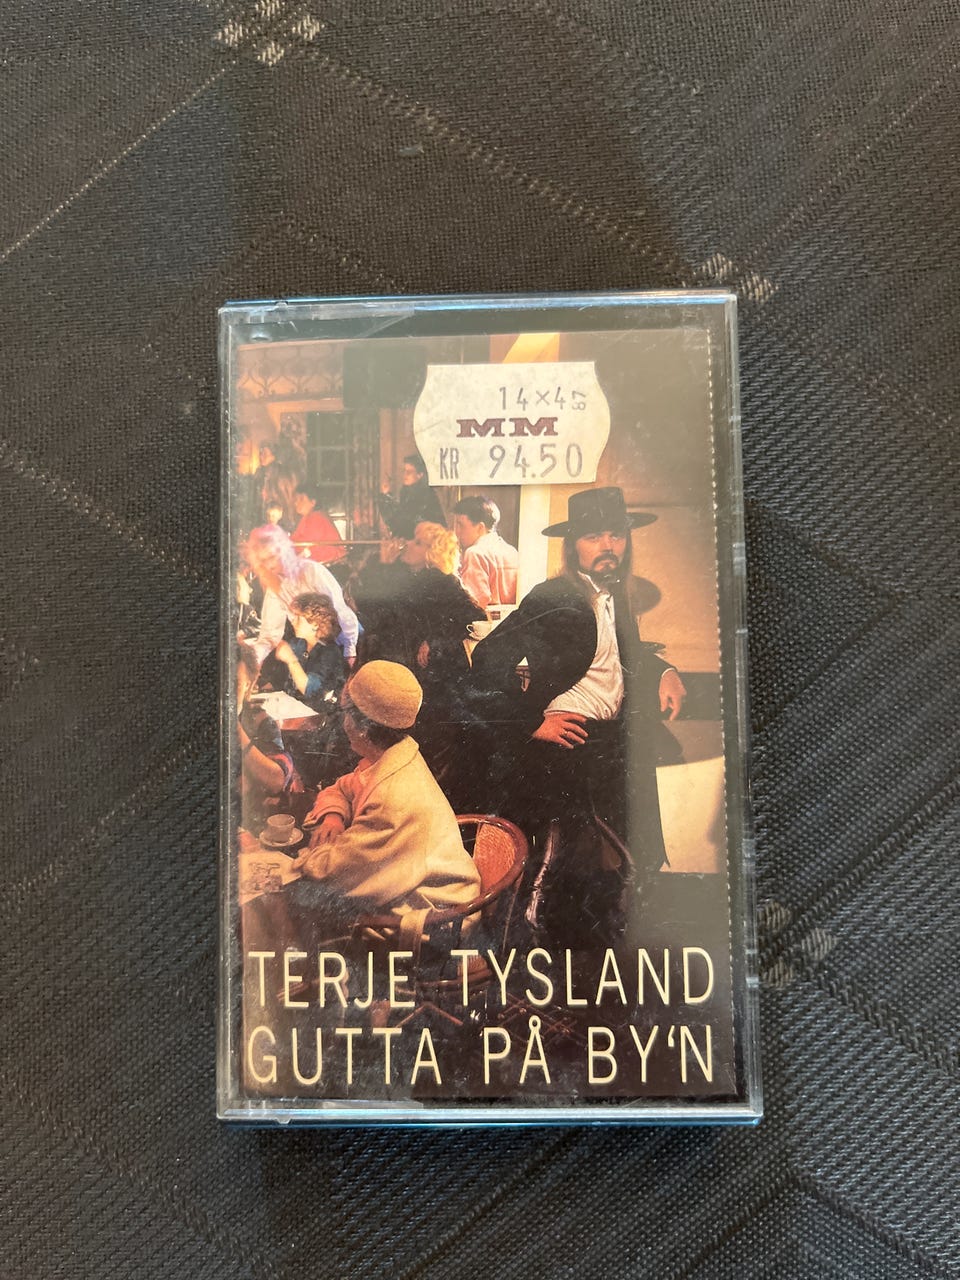 14×4 87
MM
KR 94.50
TERJE TYSLAND
GUTTA PÅ BY'N